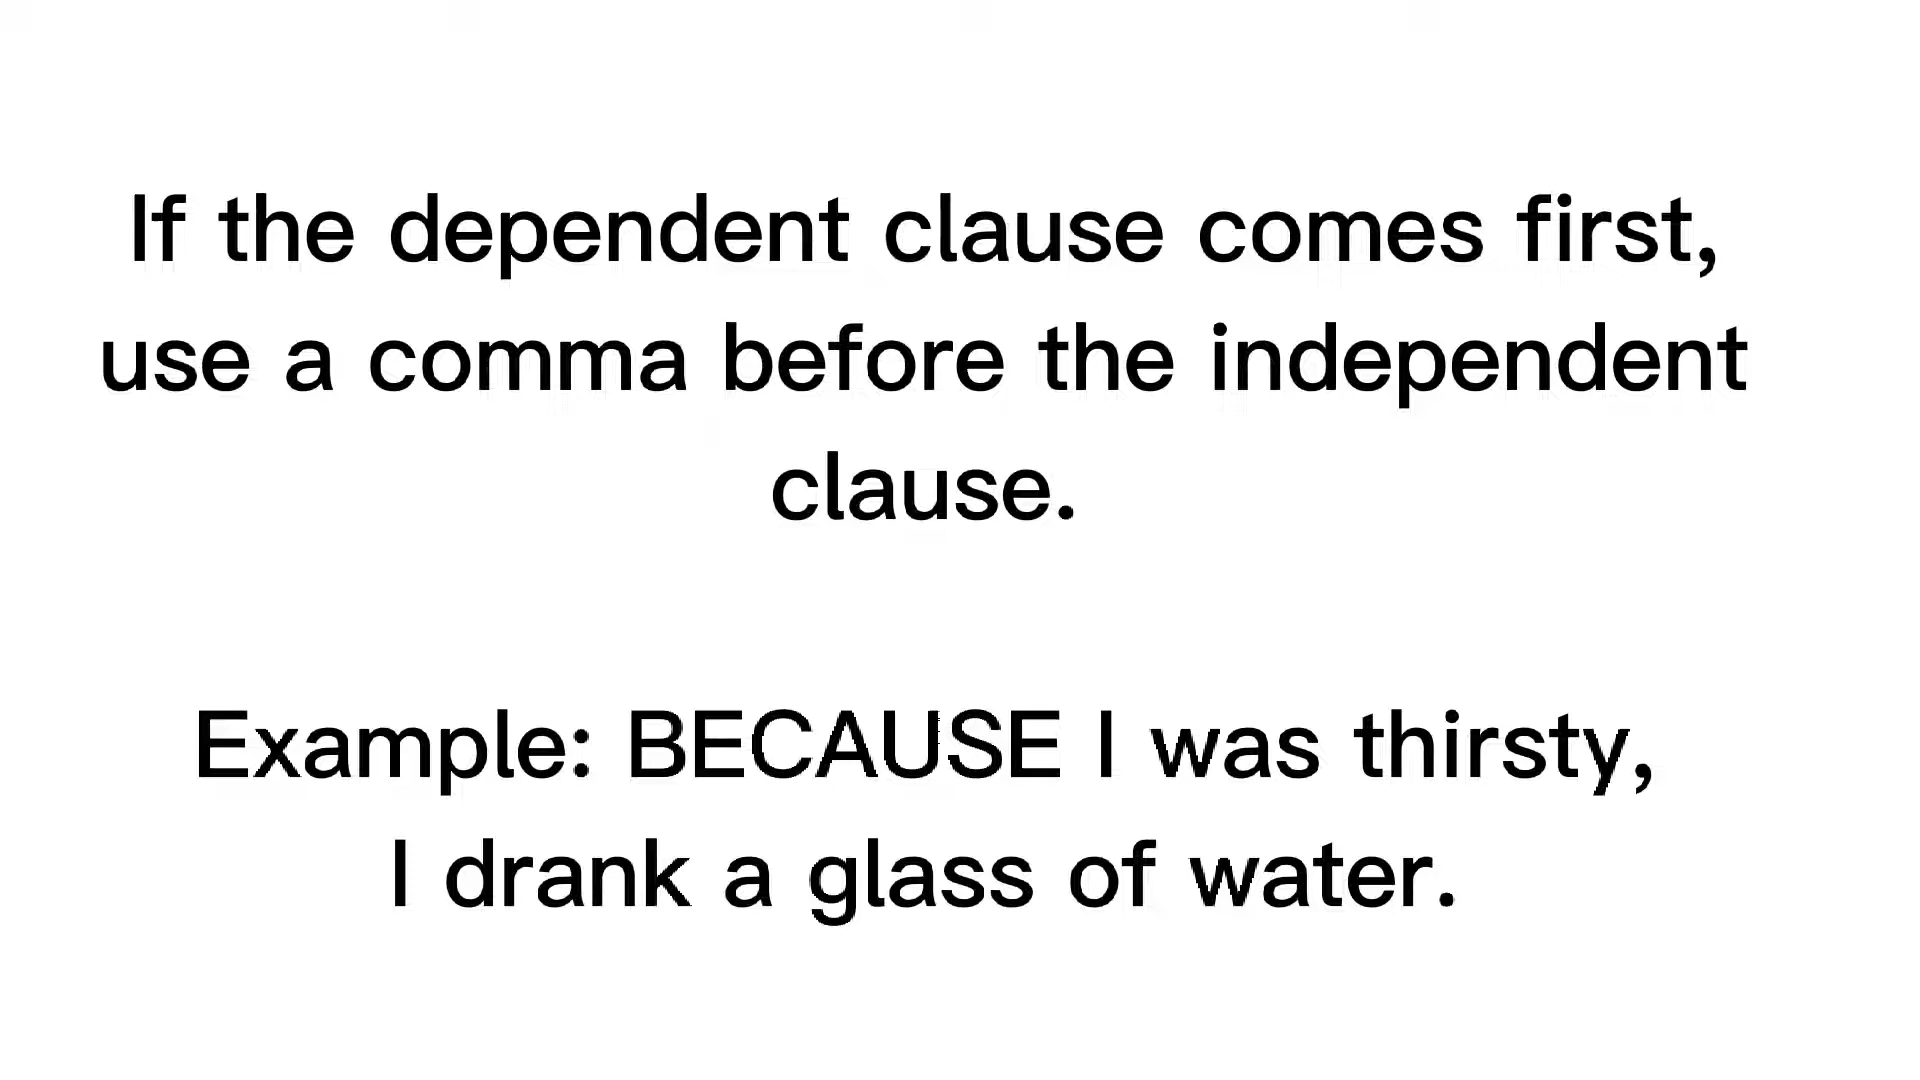 If the dependent clause comes first,
use a comma before the independent
clause.
Example: BECAUSE I was thirsty,
I drank a glass of water.